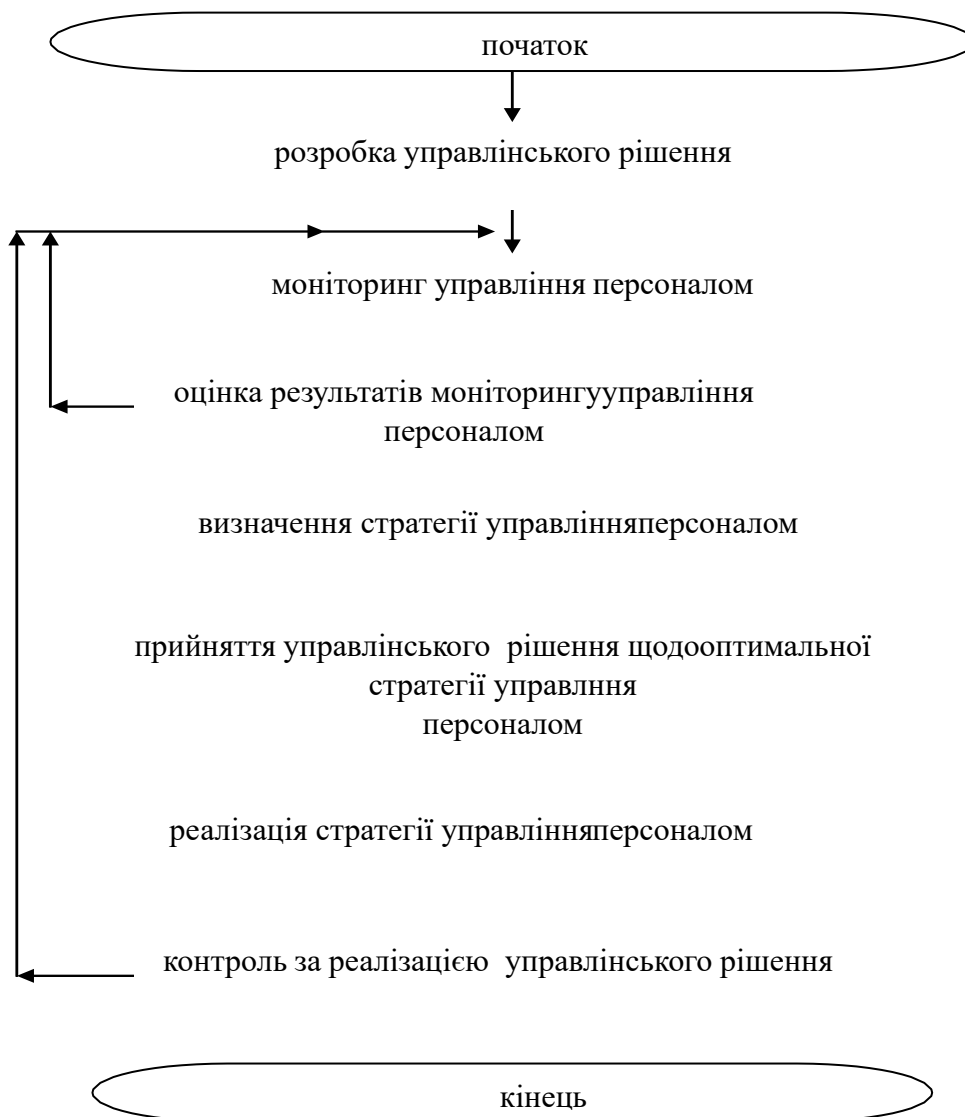 початок
розробка управлінського рішення
моніторинг управління персоналом
оцінка результатів моніторингууправління
персоналом
визначення стратегії управлінняперсоналом
прийняття управлінського рішення щодооптимальної
стратегії управлння
персоналом
реалізація стратегії управлінняперсоналом
контроль за реалізацією управлінського рішення
кінець